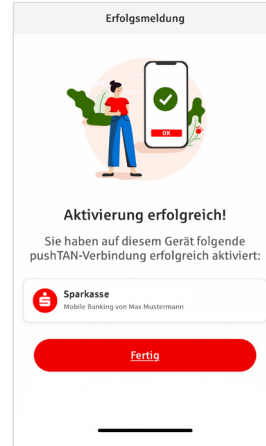 Erfolgsmeldung
OK
Aktivierung erfolgreich!
Sie haben auf diesem Gerät folgende
pushTAN-Verbindung erfolgreich aktiviert:
Sparkasse
Mobile Banking von Max Mustermann
Fertig